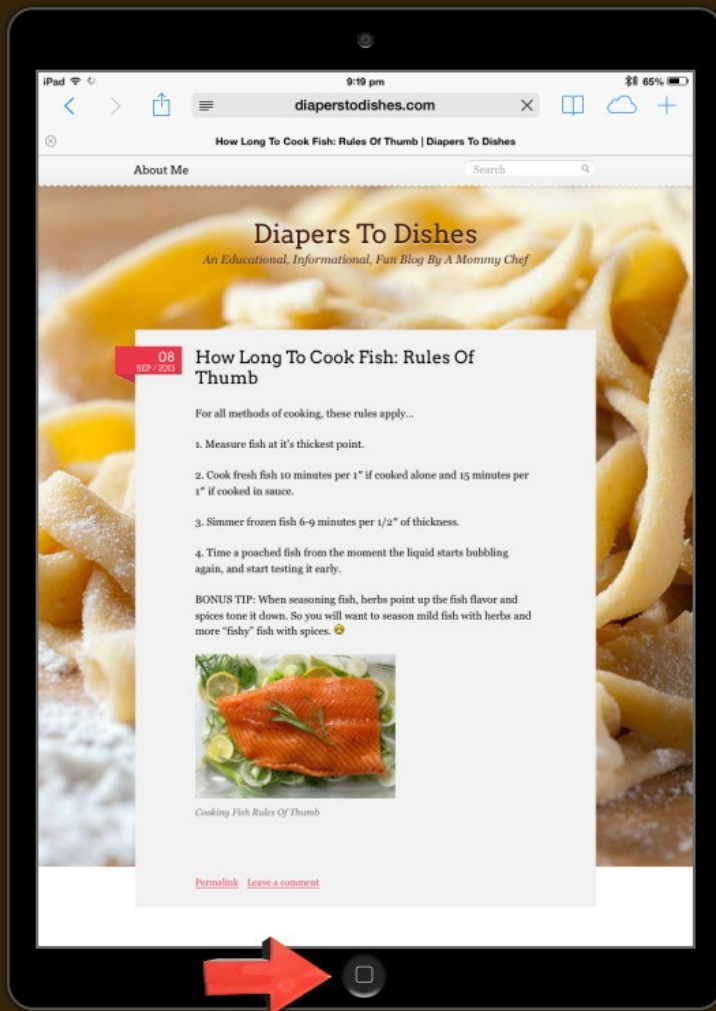 iPad 9:19 pm 65%
diaperstodishes.com
How Long To Cook Fish: Rules Of Thumb | Diapers To Dishes
About Me Search
Diapers To Dishes
An Educational, Informational, Fun Blog By A Mommy Chef
08
SEP / 2013
How Long To Cook Fish: Rules Of
Thumb
For all methods of cooking, these rules apply...
1. Measure fish at it's thickest point.
2. Cook fresh fish 10 minutes per 1″ if cooked alone and 15 minutes per
1″ if cooked in sauce.
3. Simmer frozen fish 6-9 minutes per 1/2″ of thickness.
4. Time a poached fish from the moment the liquid starts bubbling
again, and start testing it early.
BONUS TIP: When seasoning fish, herbs point up the fish flavor and
spices tone it down. So you will want to season mild fish with herbs and
more “fishy” fish with spices.
Cooking Fish Rules Of Thumb
Permalink Leave a comment